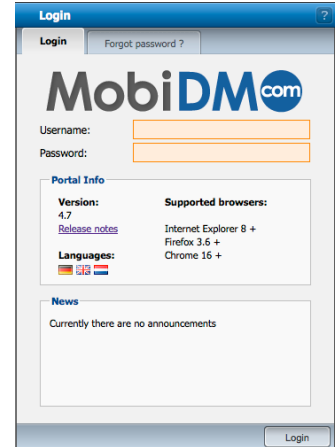 Login
?
Login
Forgot password ?
MobiDM com
Username:
Password:
Portal Info
Version:
4.7
Release notes
Languages:
Supported browsers:
Internet Explorer 8 +
Firefox 3.6 +
Chrome 16 +
News
Currently there are no announcements
Login